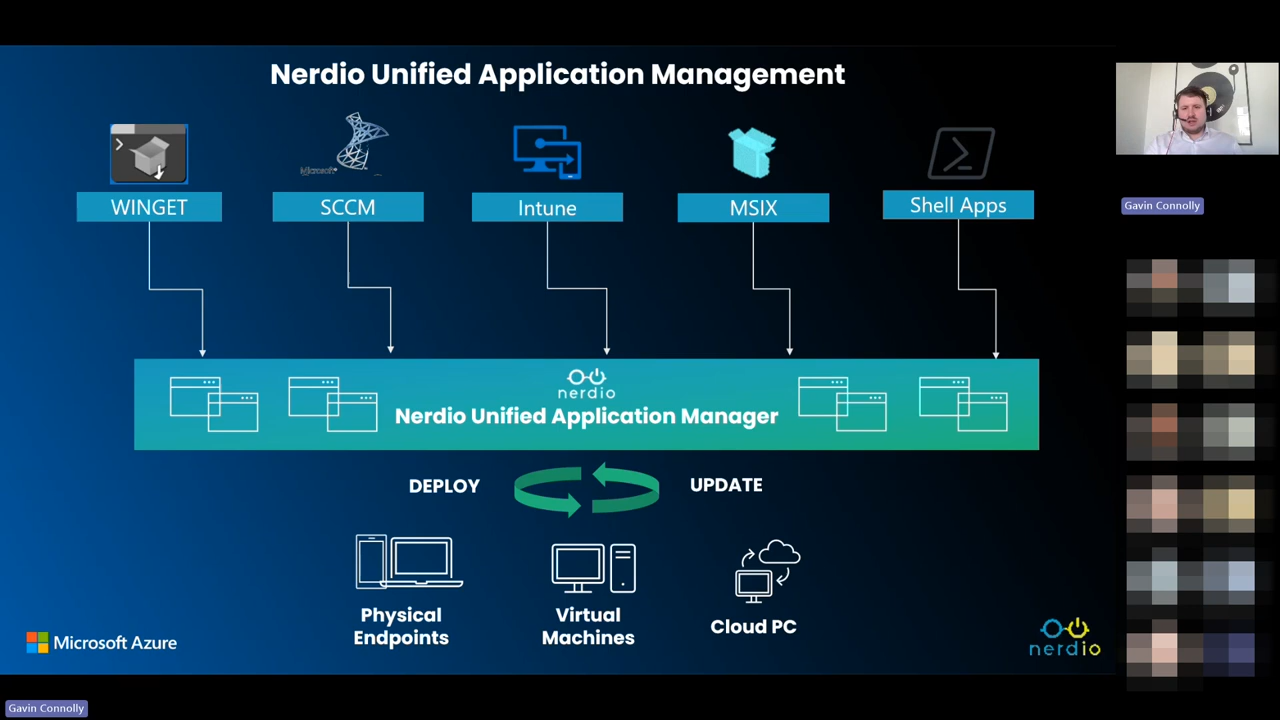 Nerdio Unified Application Management
Microsoft
WINGET
SCCM
Intune
MSIX
Shell Apps
nerdio
Nerdio Unified Application Manager
DEPLOY
UPDATE
Physical
Endpoints
Virtual
Machines
Cloud PC
Microsoft Azure
nerdio
Gavin Connolly
Gavin Connolly